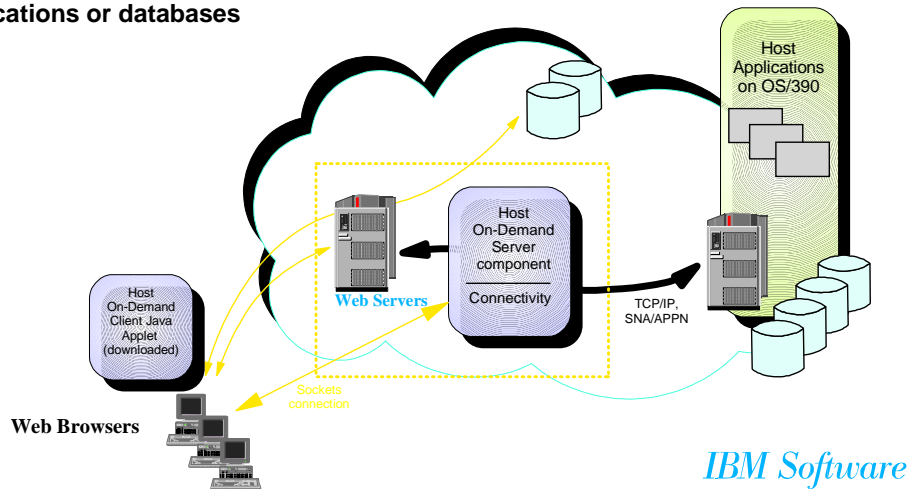 cations or databases
Host
Applications
on OS/390
Host
On-Demand
Server
component
Connectivity
Web Servers
TCP/IP,
SNA/APPN
Host
On-Demand
Client Java
Applet
(downloaded)
Sockets
connection
Web Browsers
IBM Software